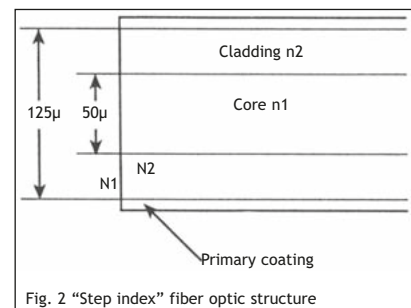 Cladding n2
Core n1
125µ
50µ
N2
N1
Primary coating
Fig. 2 “Step index” fiber optic structure